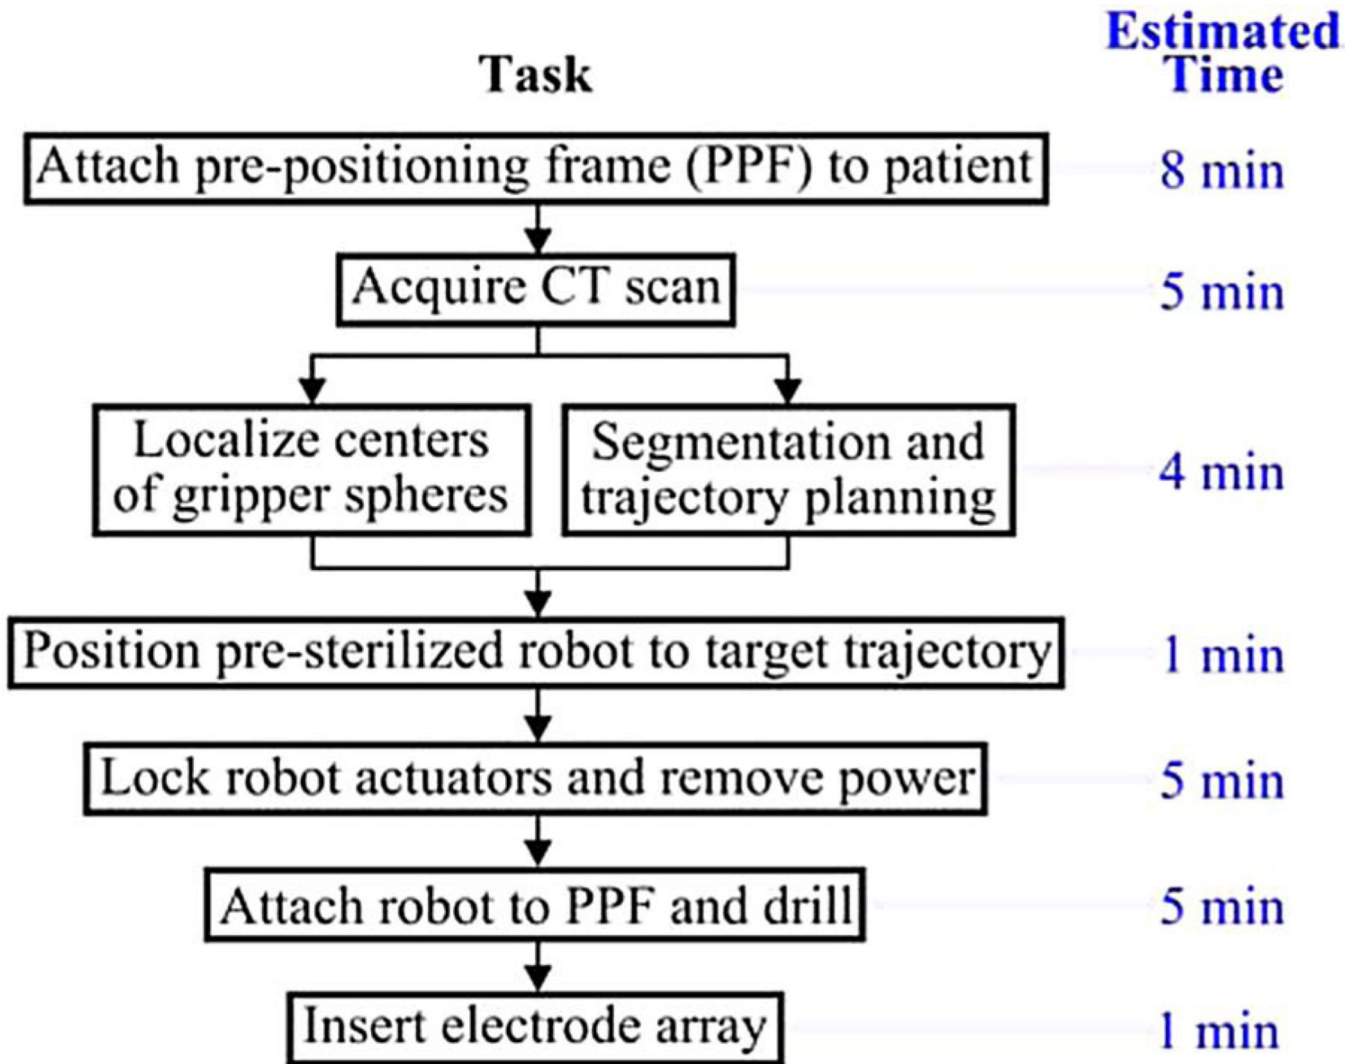 Estimated
Time
Task
Attach pre-positioning frame (PPF) to patient
8 min
Acquire CT scan
5 min
Localize centers
of gripper spheres
Segmentation and
trajectory planning
4 min
Position pre-sterilized robot to target trajectory
1 min
Lock robot actuators and remove power
5 min
Attach robot to PPF and drill
5 min
Insert electrode array
1 min